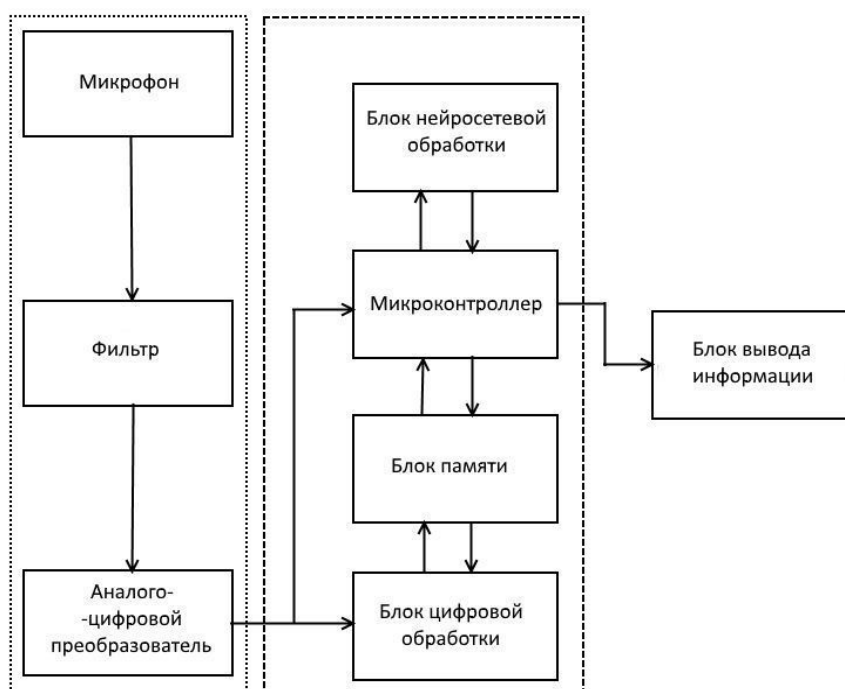 Микрофон
Фильтр
Аналого-
-цифровой
преобразователь
Блок нейросетевой
обработки
Микроконтроллер
Блок памяти
Блок цифровой
обработки
Блок вывода
информации